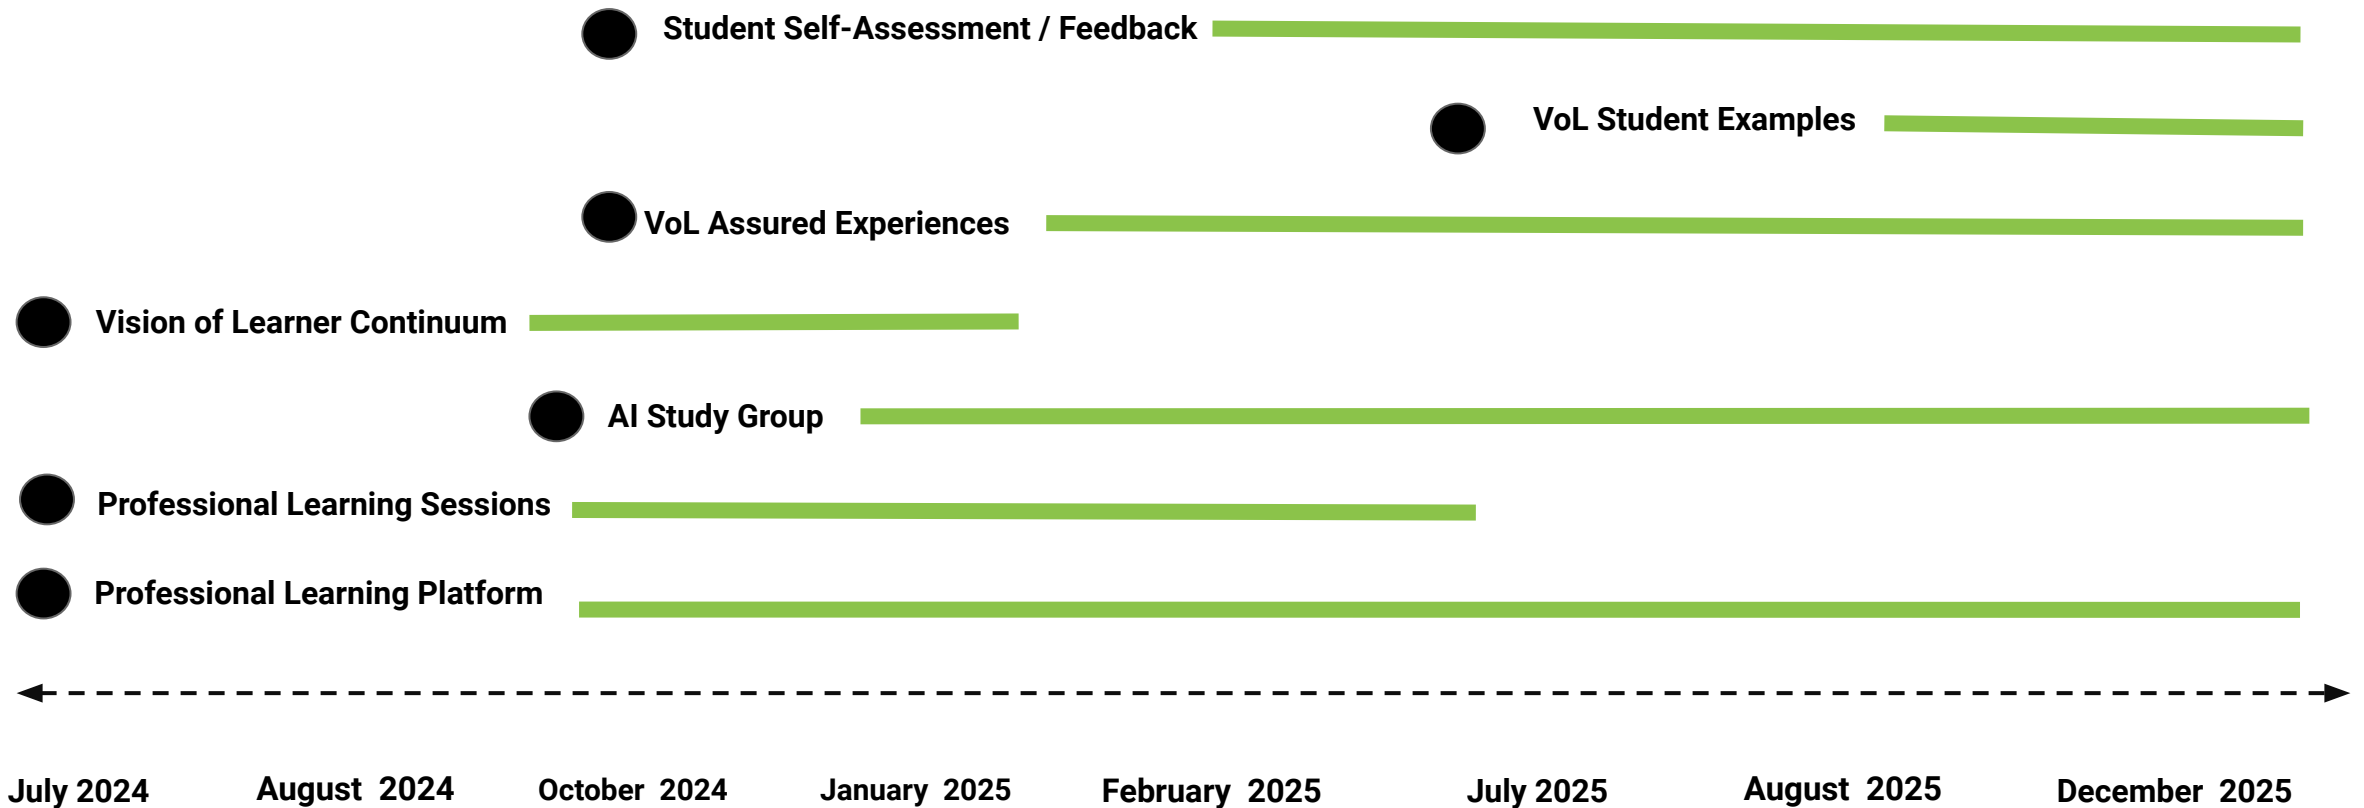 Student Self-Assessment / Feedback
VoL Student Examples
VoL Assured Experiences
Vision of Learner Continuum
AI Study Group
Professional Learning Sessions
Professional Learning Platform
July 2024
August 2024
October 2024
January 2025
February 2025
July 2025
August 2025
December 2025